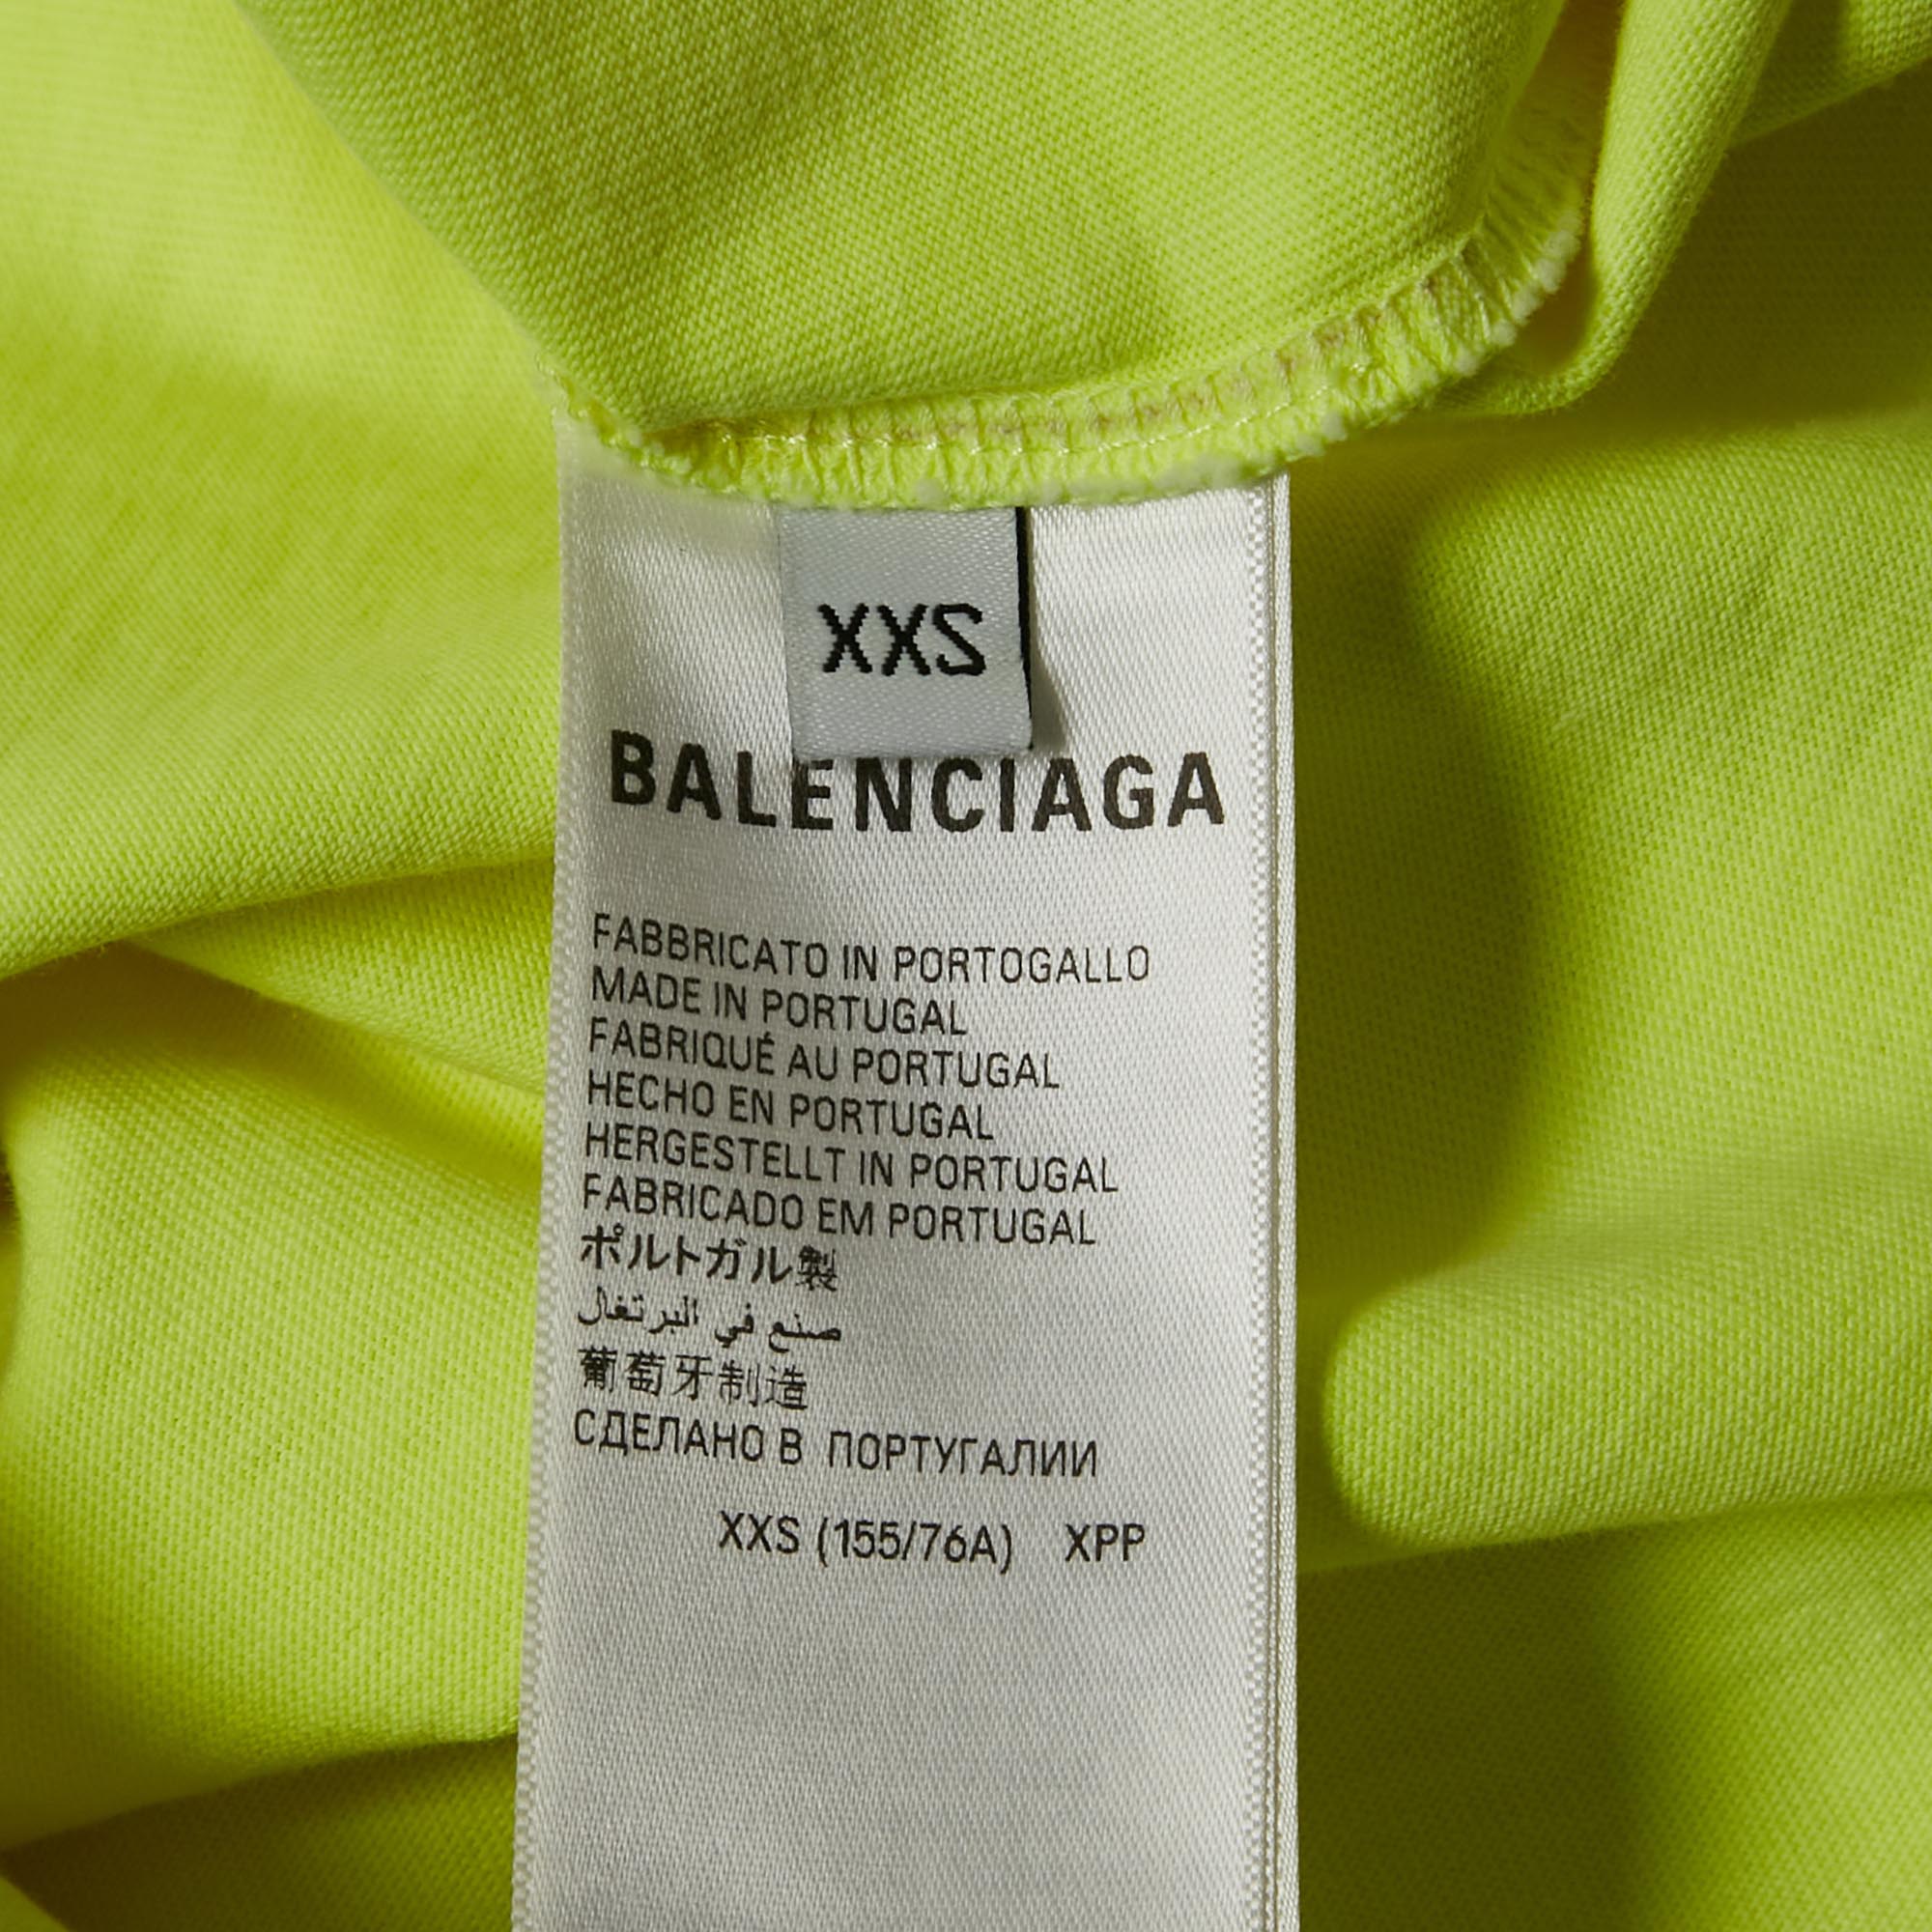 XXS
BALENCIAGA
FABBRICATO IN PORTOGALLO
MADE IN PORTUGAL
FABRIQUÉ AU PORTUGAL
HECHO EN PORTUGAL
HERGESTELLT IN PORTUGAL
FABRICADO EM PORTUGAL
ポルトガル製
صنع في البرتغال
葡萄牙制造
СДЕЛАНО В ПОРТУГАЛИИ
XXS (155/76A) XPP